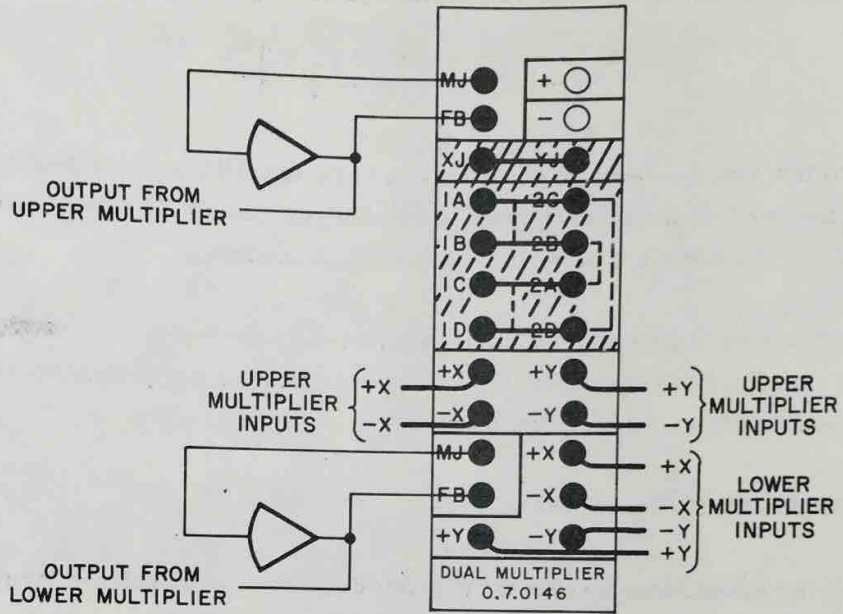 MJ
+
FB
-
XJ YJ
OUTPUT FROM
UPPER MULTIPLIER
1A 2C
1B 2B
1C 2A
1D 2D
UPPER
MULTIPLIER
INPUTS
+X
-X
+X +Y
-X -Y
+Y
-Y
UPPER
MULTIPLIER
INPUTS
MJ +X
FB -X
+Y -Y
+X
-X
-Y
+Y
LOWER
MULTIPLIER
INPUTS
OUTPUT FROM
LOWER MULTIPLIER
DUAL MULTIPLIER
0.7.0146